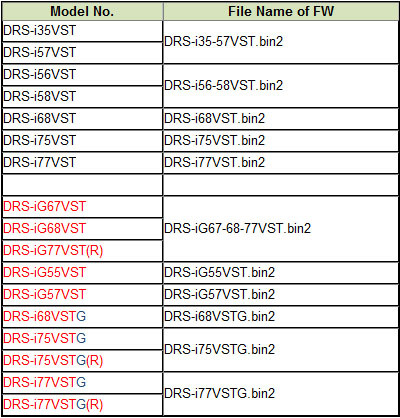 Model No. File Name of FW
DRS-i35VST
DRS-i57VST
DRS-i35-57VST.bin2
DRS-i56VST
DRS-i58VST
DRS-i56-58VST.bin2
DRS-i68VST DRS-i68VST.bin2
DRS-i75VST DRS-i75VST.bin2
DRS-i77VST DRS-i77VST.bin2
DRS-iG67VST
DRS-iG68VST
DRS-iG77VST(R)
DRS-iG67-68-77VST.bin2
DRS-iG55VST DRS-iG55VST.bin2
DRS-iG57VST DRS-iG57VST.bin2
DRS-i68VSTG DRS-i68VSTG.bin2
DRS-i75VSTG
DRS-i75VSTG(R)
DRS-i75VSTG.bin2
DRS-i77VSTG
DRS-i77VSTG(R)
DRS-i77VSTG.bin2